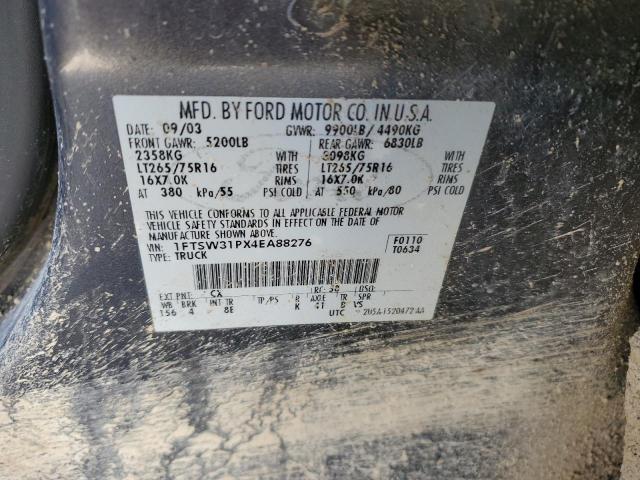 MFD. BY FORD MOTOR CO. IN U.S.A.
DATE: 09/03 GVWR: 9900LB/ 4490KG
FRONT GAWR: 5200LB REAR GAWR: 6830LB
2358KG WITH 3098KG WITH
LT265/75R16 TIRES LT265/75R16 TIRES
16X7.0K RIMS 16X7.0K RIMS
AT 380 kPa/55 PSI COLD AT 550 kPa/80 PSI COLD
THIS VEHICLE CONFORMS TO ALL APPLICABLE FEDERAL MOTOR
VEHICLE SAFETY STANDARDS IN EFFECT ON THE DATE OF
MANUFACTURE SHOWN ABOVE.
VIN: 1FTSW31PX4EA88276 F0110
TYPE: TRUCK T0634
EXT PNT: CX RC: 50 DSO:
WB BRK INT TR TP/PS R AXLE TR SPR
156 4 8E K 41 B VS
UTC